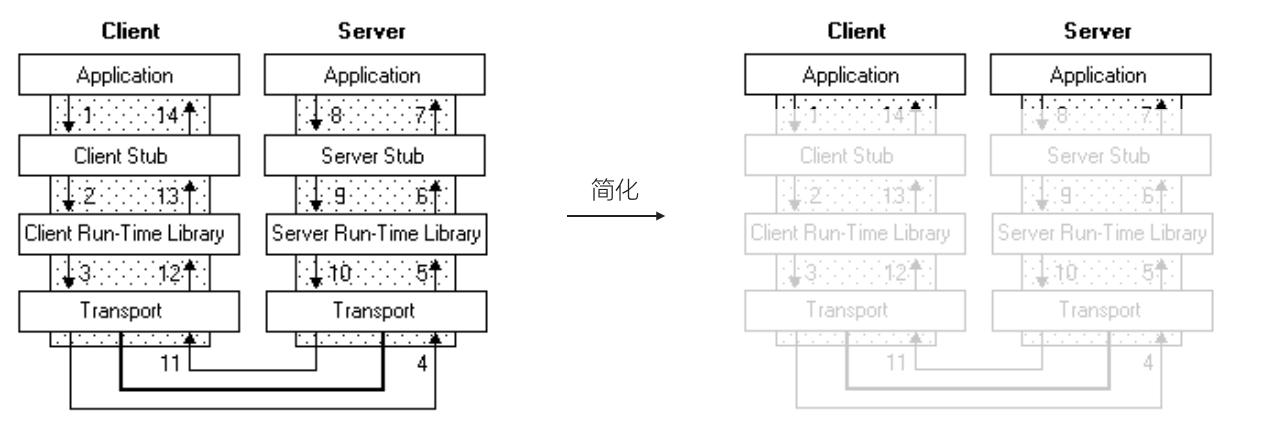 Client Server
Application Application
1 14 8 7
Client Stub Server Stub
2 13 9 6
Client Run-Time Library Server Run-Time Library
3 12 10 5
Transport Transport
11 4
简化
Client Server
Application Application
1 14 8 7
Client Stub Server Stub
2 13 9 6
Client Run-Time Library Server Run-Time Library
3 12 10 5
Transport Transport
11 4